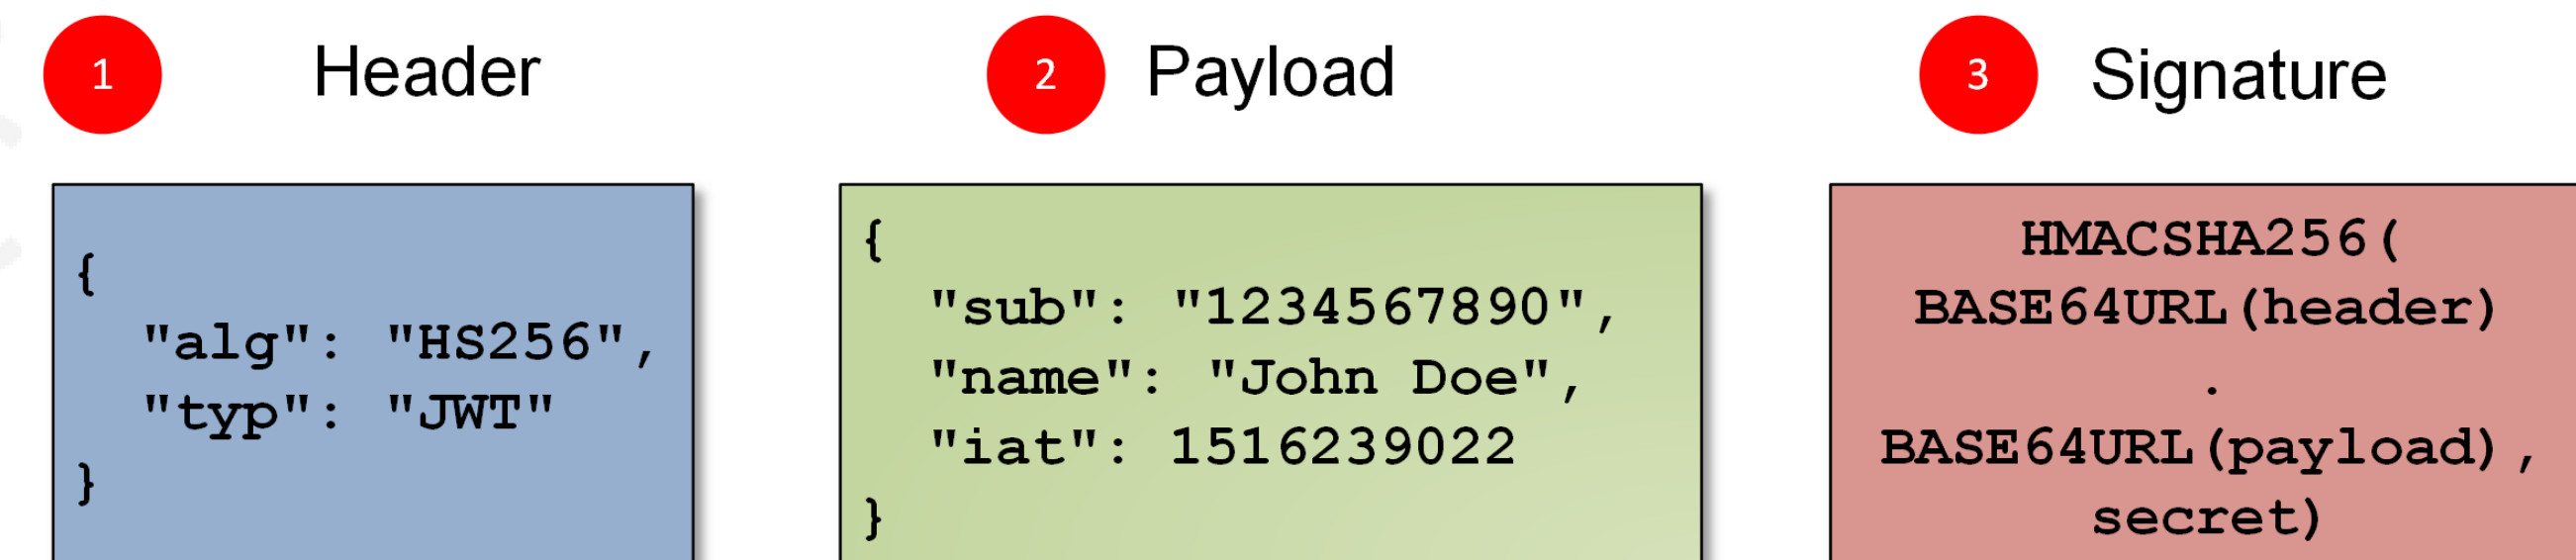 1 Header
{
"alg": "HS256",
"typ": "JWT"
}
2 Payload
{
"sub": "1234567890",
"name": "John Doe",
"iat": 1516239022
}
3 Signature
HMACSHA256(
BASE64URL(header)
.
BASE64URL(payload),
secret)